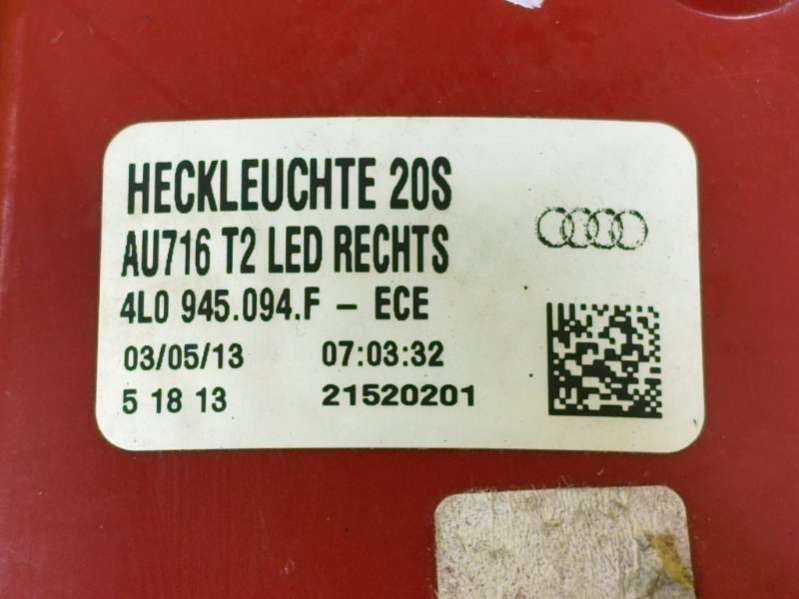 HECKLEUCHTE 20S
AU716 T2 LED RECHTS
4L0 945.094.F - ECE
03/05/13 07:03:32
5 18 13 21520201